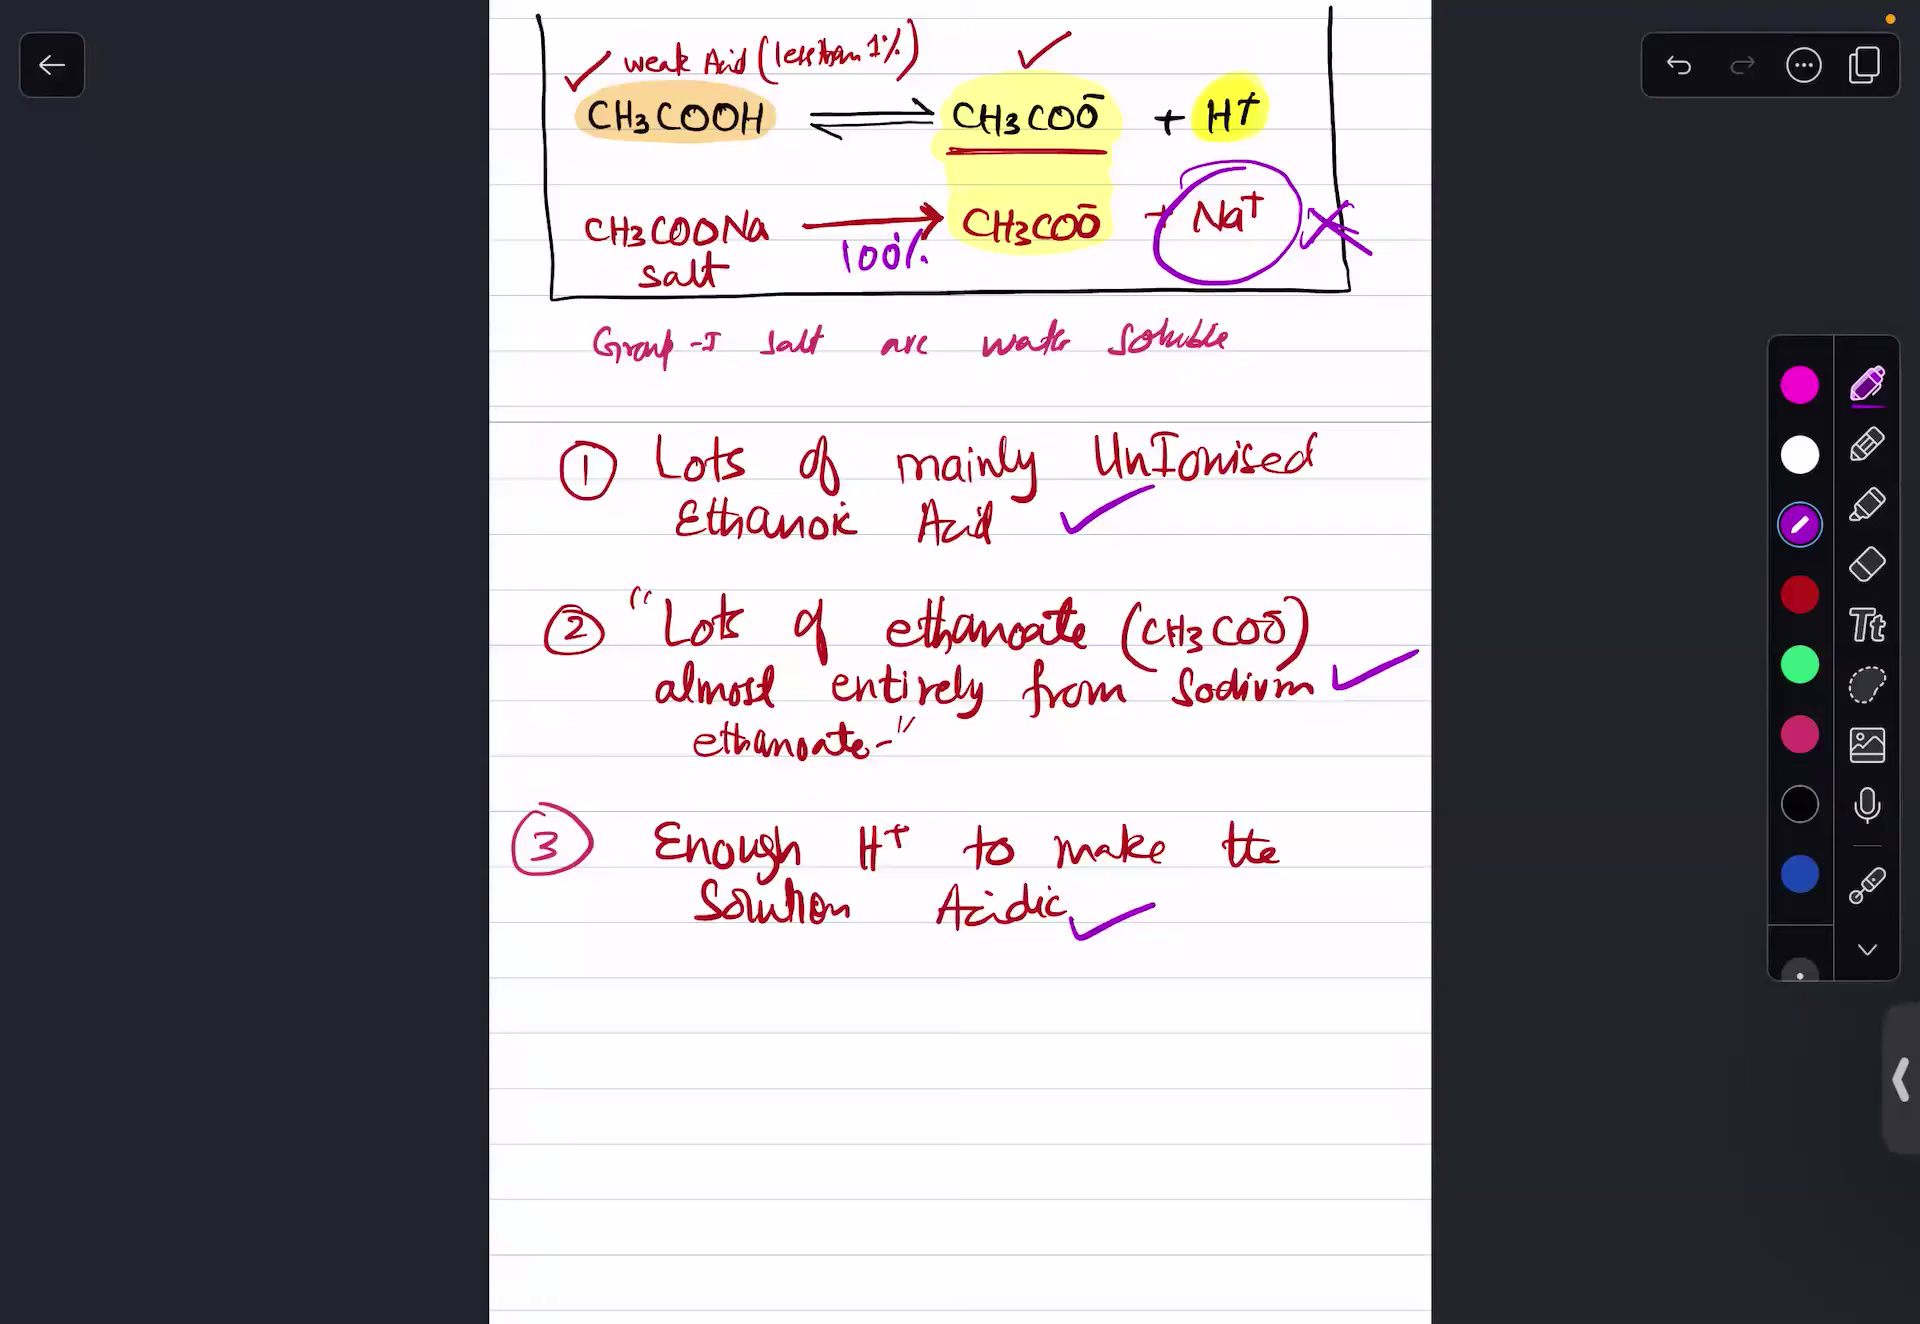 weak Acid (less than 1%)
CH3COOH ⇌ CH3COO⁻ + H+
CH3COONa → CH3COO⁻ + Na+
salt 100%
Group-I salt are water soluble
① Lots of mainly UnIonised
Ethanoic Acid
② "Lots of ethanoate (CH3COO⁻)
almost entirely from Sodium
ethanoate-"
③ Enough H+ to make the
Solution Acidic
Tt